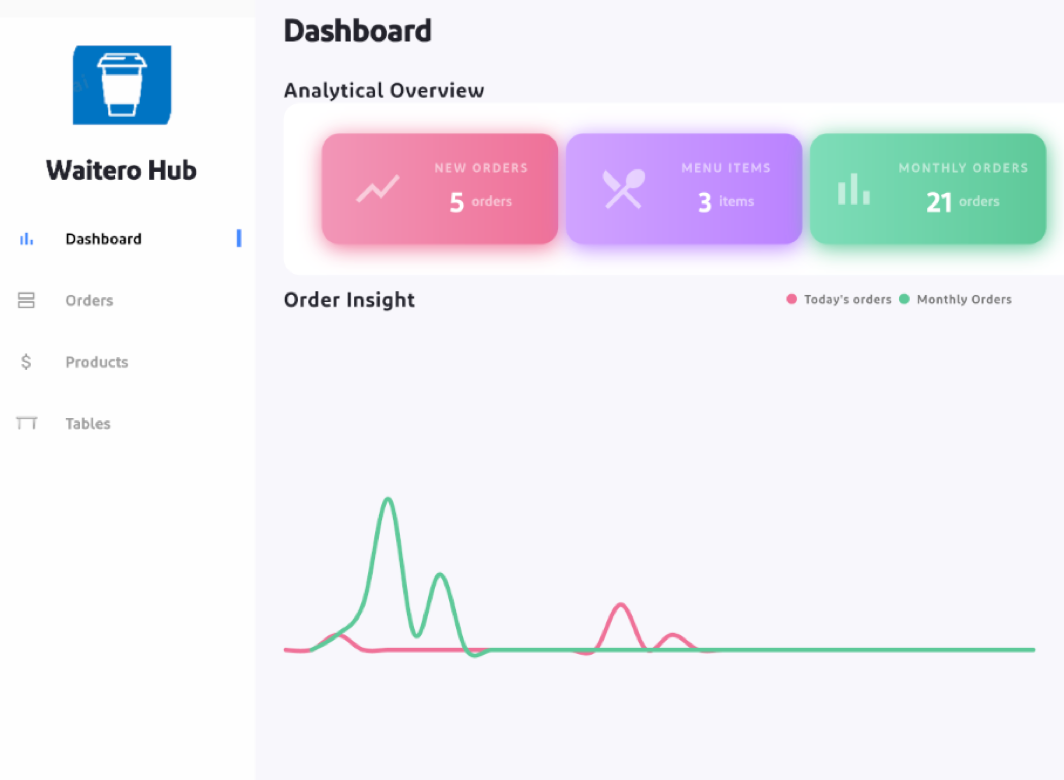 Dashboard
Analytical Overview
Waitero Hub
NEW ORDERS
5 orders
MENU ITEMS
3 items
MONTHLY ORDERS
21 orders
Dashboard
Orders
Products
Tables
Order Insight
Today's orders
Monthly Orders